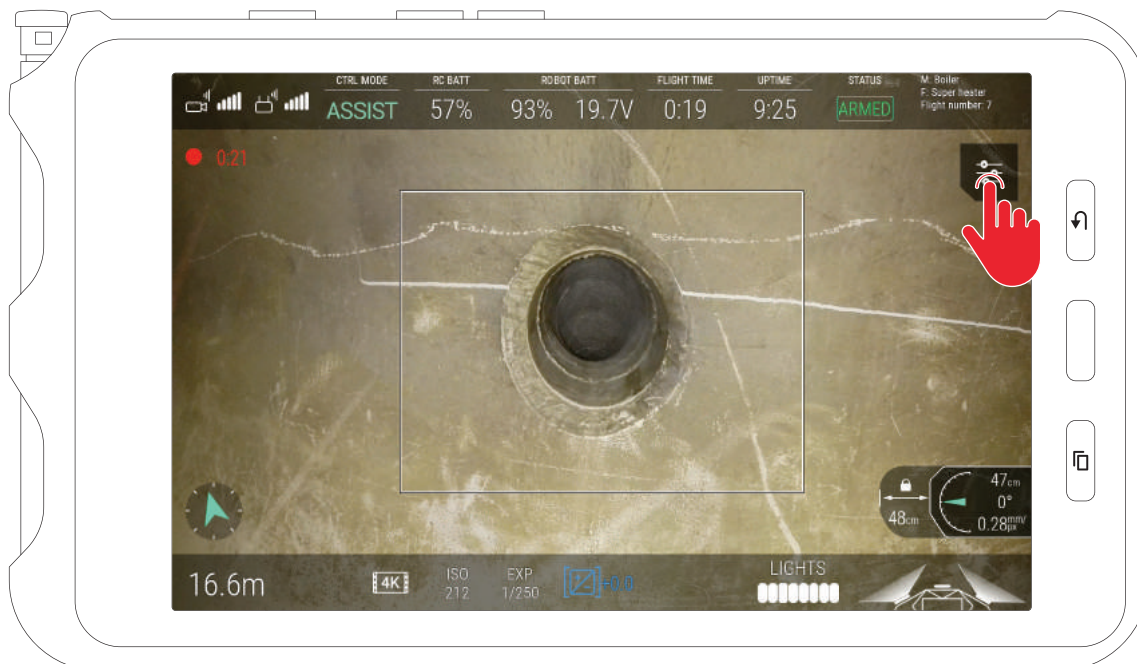 CTRL MODE RC BATT ROBOT BATT FLIGHT TIME UPTIME STATUS
M. Boiler
F: Super heater
Flight number: 7
ASSIST 57% 93% 19.7V 0:19 9:25 ARMED
0:21
47cm
0°
0.28mm/px
48cm
16.6m
4K
ISO
212
EXP
1/250
+0.0
LIGHTS